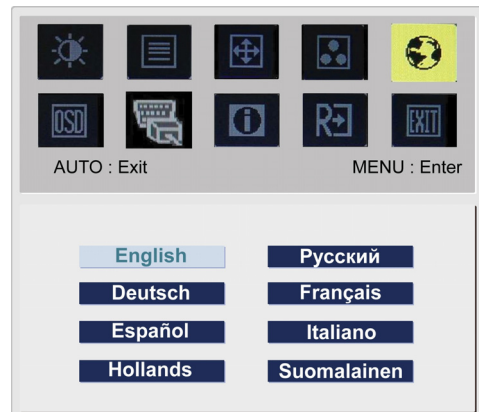 OSD
R
EXIT
AUTO : Exit
MENU : Enter
English
Русский
Deutsch
Français
Español
Italiano
Hollands
Suomalainen